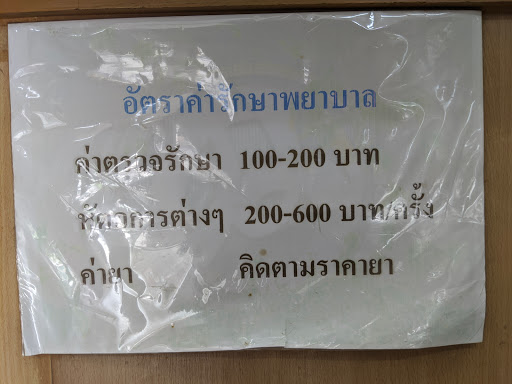 อัตราค่ารักษาพยาบาล
ค่าตรวจรักษา 100-200 บาท
หัตถการต่างๆ 200-600 บาท/ครั้ง
ค่ายา คิดตามราคายา